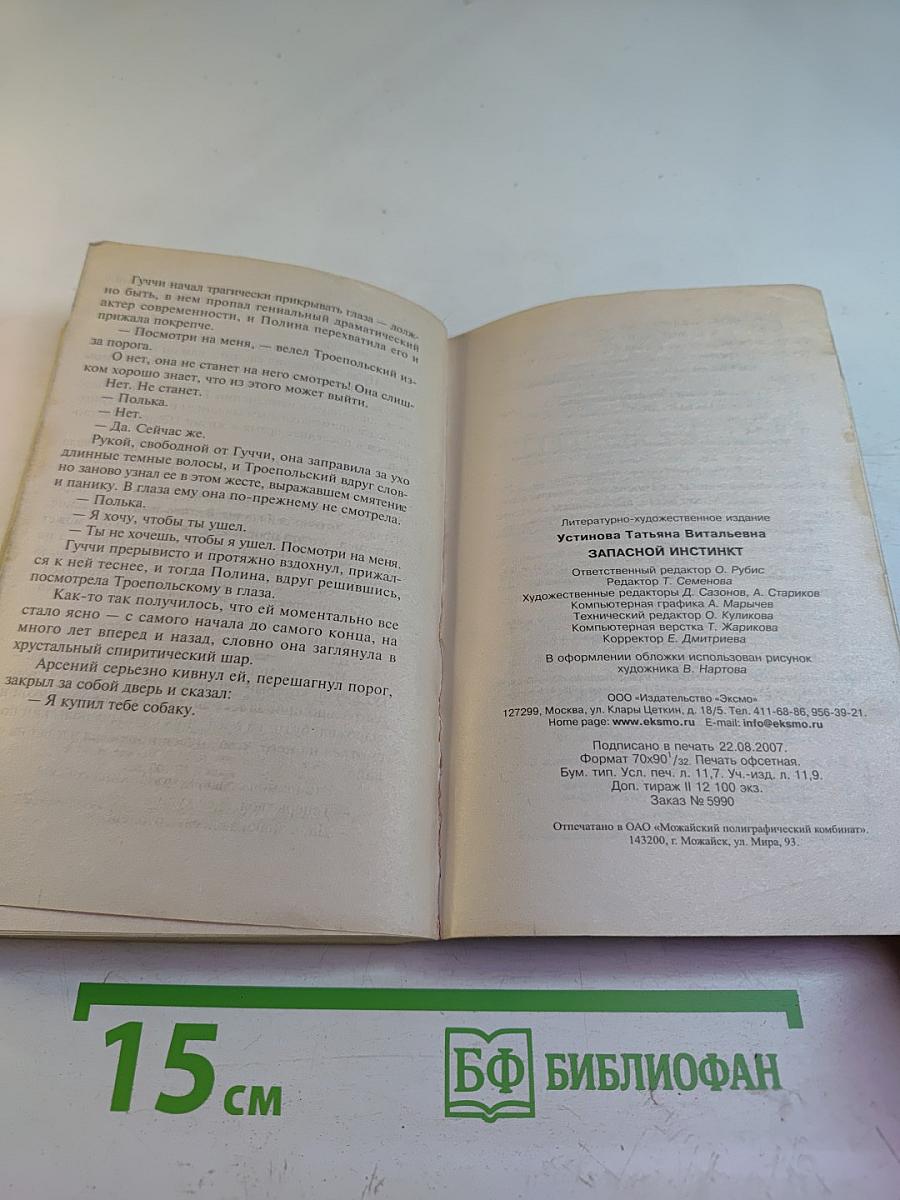 Гуччи начал трагически прикрывать глаза — долж-
но быть, в нем пропал гениальный драматический
актер современности, и Полина перехватила его и
прижала покрепче.
— Посмотри на меня, — велел Троепольский из-
за порога.
О нет, она не станет на него смотреть! Она слиш-
ком хорошо знает, что из этого может выйти.
Нет. Не станет.
— Полька.
— Нет.
— Да. Сейчас же.
Рукой, свободной от Гуччи, она заправила за ухо
длинные темные волосы, и Троепольский вдруг слов-
но заново узнал ее в этом жесте, выражавшем смятение
и панику. В глаза ему она по-прежнему не смотрела.
— Полька.
— Я хочу, чтобы ты ушел.
— Ты не хочешь, чтобы я ушел. Посмотри на меня.
Гуччи прерывисто и протяжно вздохнул, прижал-
ся к ней теснее, и тогда Полина, вдруг решившись,
посмотрела Троепольскому в глаза.
Как-то так получилось, что ей моментально все
стало ясно — с самого начала до самого конца, на
много лет вперед и назад, словно она заглянула в
хрустальный спиритический шар.
Арсений серьезно кивнул ей, перешагнул порог,
закрыл за собой дверь и сказал:
— Я купил тебе собаку.
Литературно-художественное издание
Устинова Татьяна Витальевна
ЗАПАСНОЙ ИНСТИНКТ
Ответственный редактор О. Рубис
Редактор Т. Семенова
Художественные редакторы Д. Сазонов, А. Стариков
Компьютерная графика А. Марычев
Технический редактор О. Куликова
Компьютерная верстка Т. Жарикова
Корректор Е. Дмитриева
В оформлении обложки использован рисунок
художника В. Нартова
ООО «Издательство «Эксмо»
127299, Москва, ул. Клары Цеткин, д. 18/5. Тел. 411-68-86, 956-39-21.
Home page: www.eksmo.ru E-mail: info@eksmo.ru
Подписано в печать 22.08.2007.
Формат 70х90¹/₃₂. Печать офсетная.
Бум. тип. Усл. печ. л. 11,7. Уч.-изд. л. 11,9.
Доп. тираж II 12 100 экз.
Заказ № 5990
Отпечатано в ОАО «Можайский полиграфический комбинат».
143200, г. Можайск, ул. Мира, 93.
15 см
БФ БИБЛИОФАН